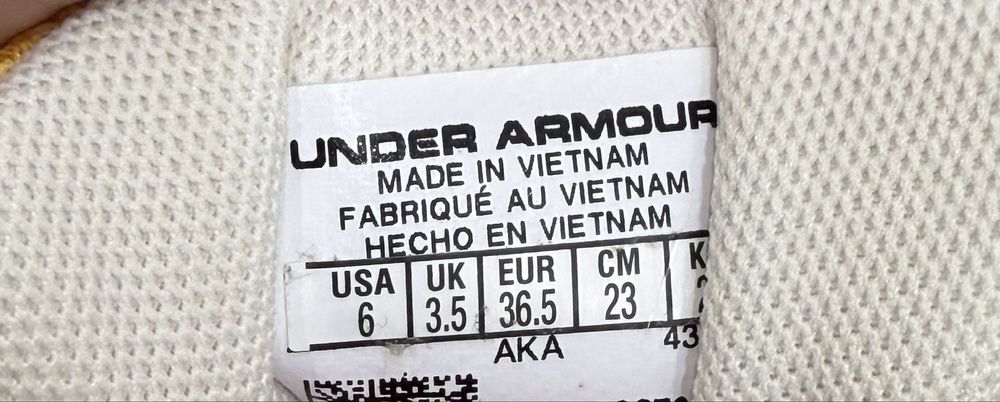 UNDER ARMOUR
MADE IN VIETNAM
FABRIQUÉ AU VIETNAM
HECHO EN VIETNAM
USA UK EUR CM
6 3.5 36.5 23
AKA 43